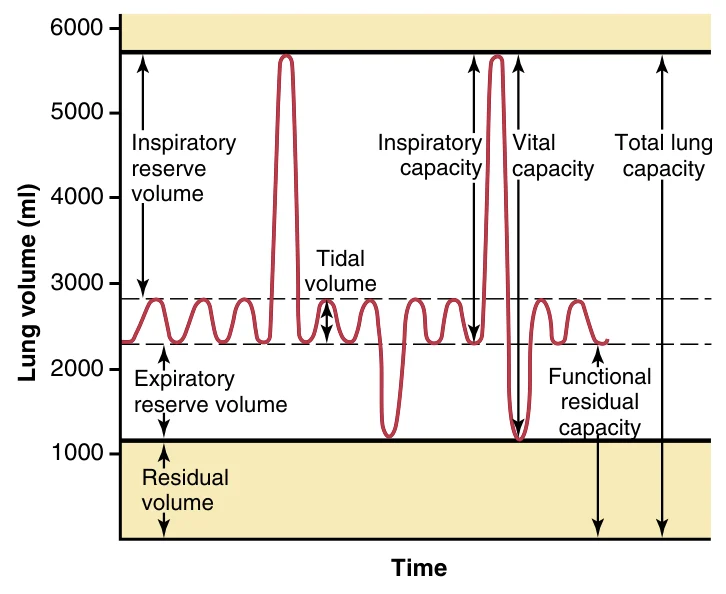 6000
5000
4000
3000
2000
1000
Lung volume (ml)
Inspiratory
reserve
volume
Tidal
volume
Inspiratory
capacity
Vital
capacity
Total lung
capacity
Expiratory
reserve volume
Functional
residual
capacity
Residual
volume
Time